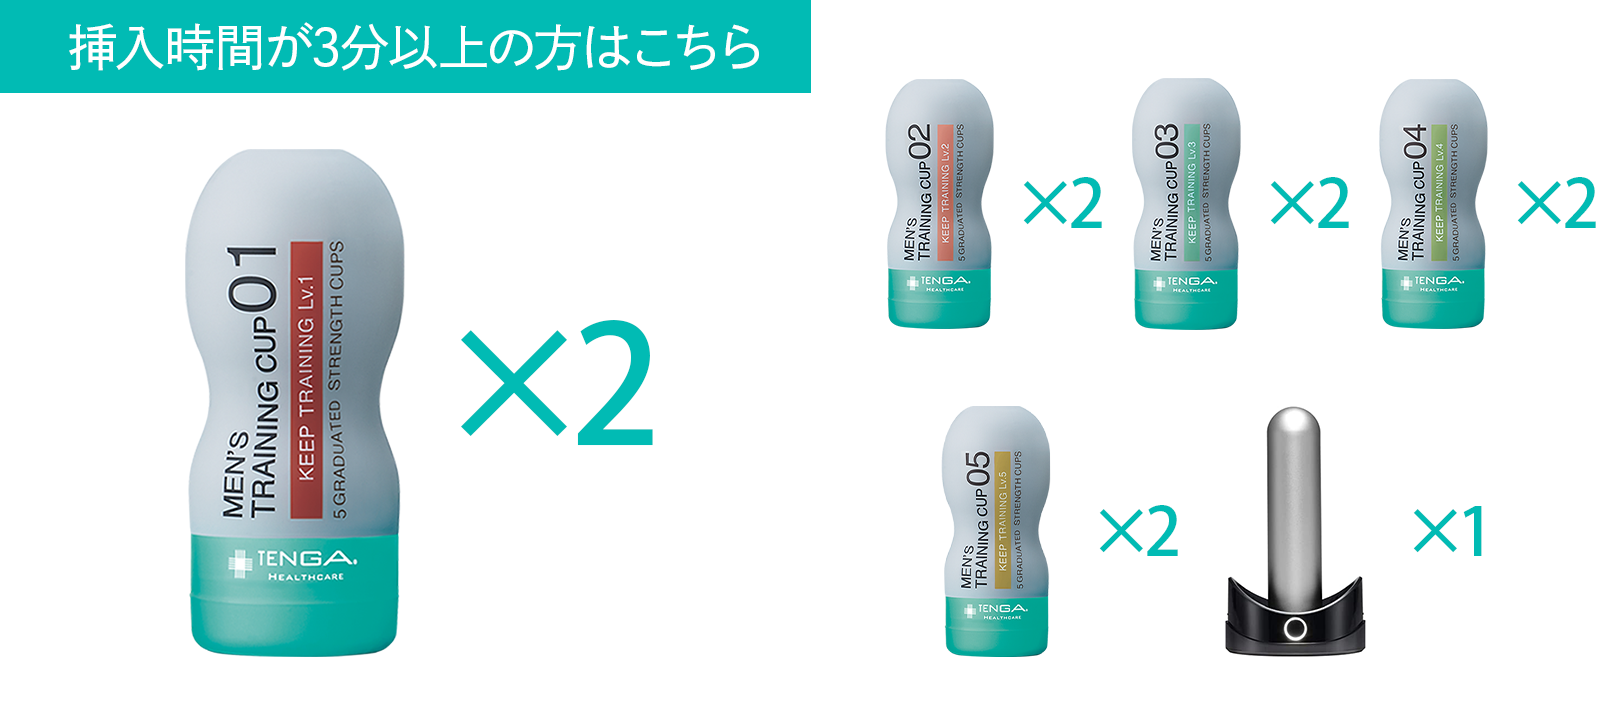 挿入時間が3分以上の方はこちら
MEN'S
TRAINING CUP 01
KEEP TRAINING Lv.1
5 GRADUATED STRENGTH CUPS
TENGA
HEALTHCARE
×2
MEN'S
TRAINING CUP 02
KEEP TRAINING Lv.2
5 GRADUATED STRENGTH CUPS
TENGA
HEALTHCARE
×2
MEN'S
TRAINING CUP 03
KEEP TRAINING Lv.3
5 GRADUATED STRENGTH CUPS
TENGA
HEALTHCARE
×2
MEN'S
TRAINING CUP 04
KEEP TRAINING Lv.4
5 GRADUATED STRENGTH CUPS
TENGA
HEALTHCARE
×2
MEN'S
TRAINING CUP 05
KEEP TRAINING Lv.5
5 GRADUATED STRENGTH CUPS
TENGA
HEALTHCARE
×2
×1